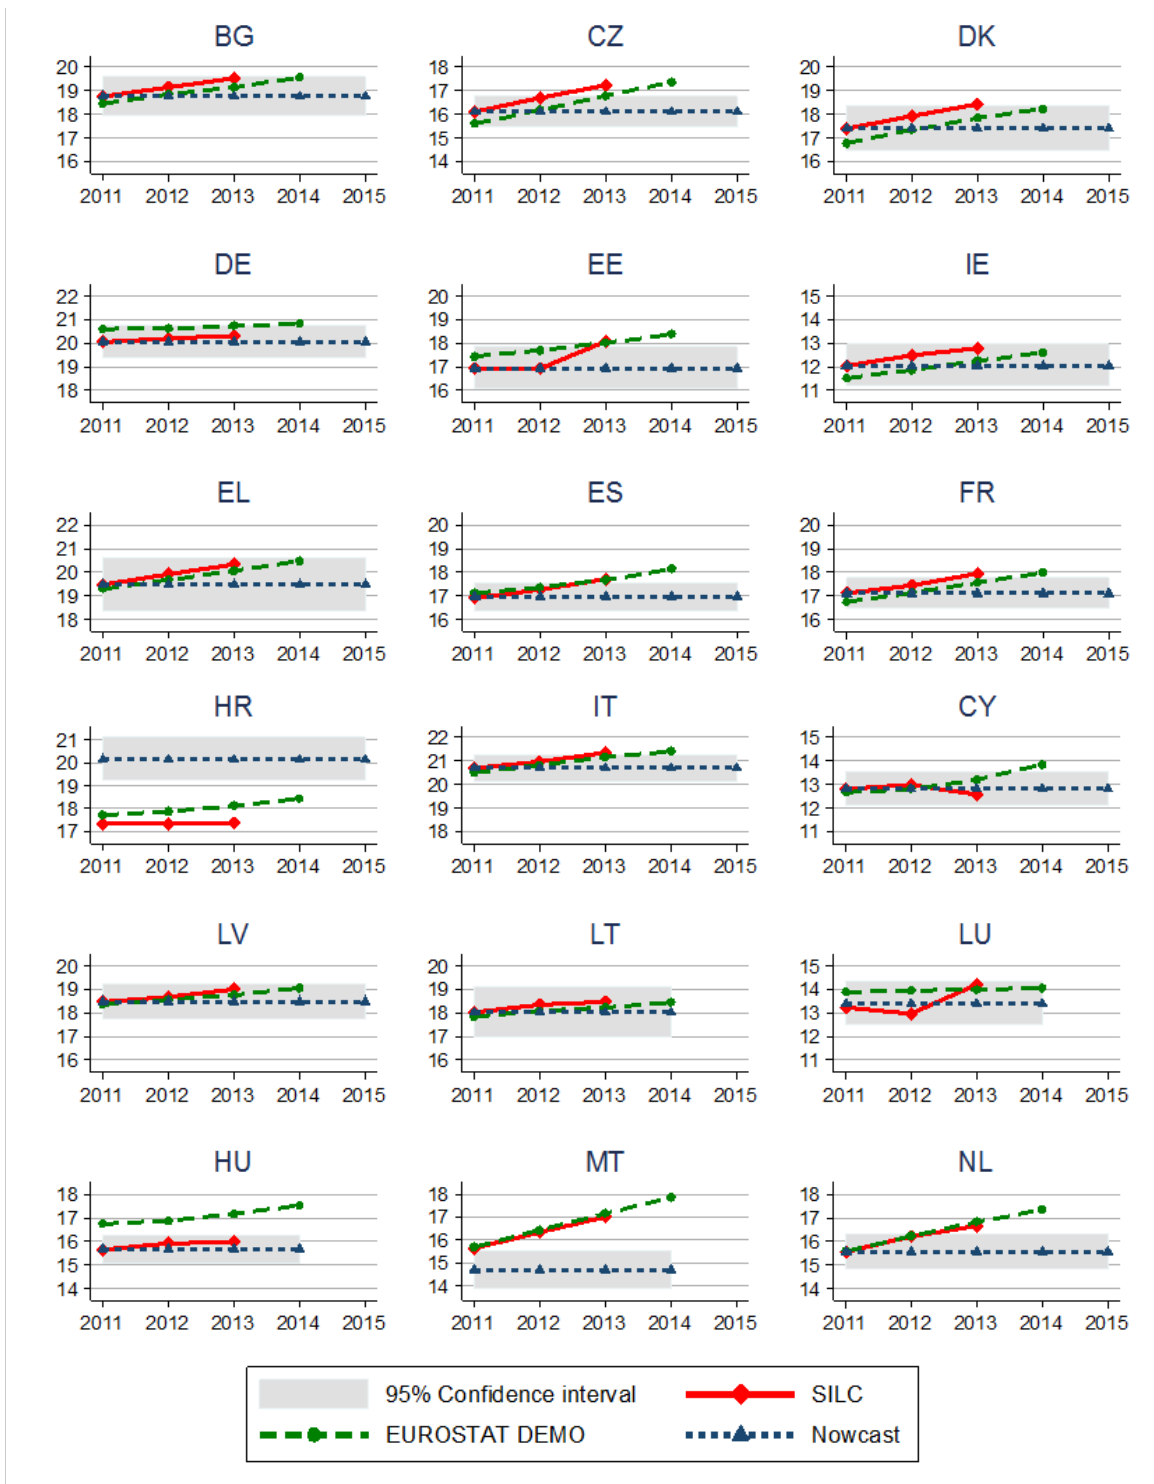 BG CZ DK
20 18 20
19 17 19
18 16 18
17 15 17
16 14 16
2011 2012 2013 2014 2015 2011 2012 2013 2014 2015 2011 2012 2013 2014 2015
DE EE IE
22 20 15
21 19 14
20 18 13
19 17 12
18 16 11
2011 2012 2013 2014 2015 2011 2012 2013 2014 2015 2011 2012 2013 2014 2015
EL ES FR
22 20 20
21 19 19
20 18 18
19 17 17
18 16 16
2011 2012 2013 2014 2015 2011 2012 2013 2014 2015 2011 2012 2013 2014 2015
HR IT CY
21 22 15
20 21 14
19 20 13
18 19 12
17 18 11
2011 2012 2013 2014 2015 2011 2012 2013 2014 2015 2011 2012 2013 2014 2015
LV LT LU
20 20 15
19 19 14
18 18 13
17 17 12
16 16 11
2011 2012 2013 2014 2015 2011 2012 2013 2014 2015 2011 2012 2013 2014 2015
HU MT NL
18 18 18
17 17 17
16 16 16
15 15 15
14 14 14
2011 2012 2013 2014 2015 2011 2012 2013 2014 2015 2011 2012 2013 2014 2015
95% Confidence interval SILC
EUROSTAT DEMO Nowcast